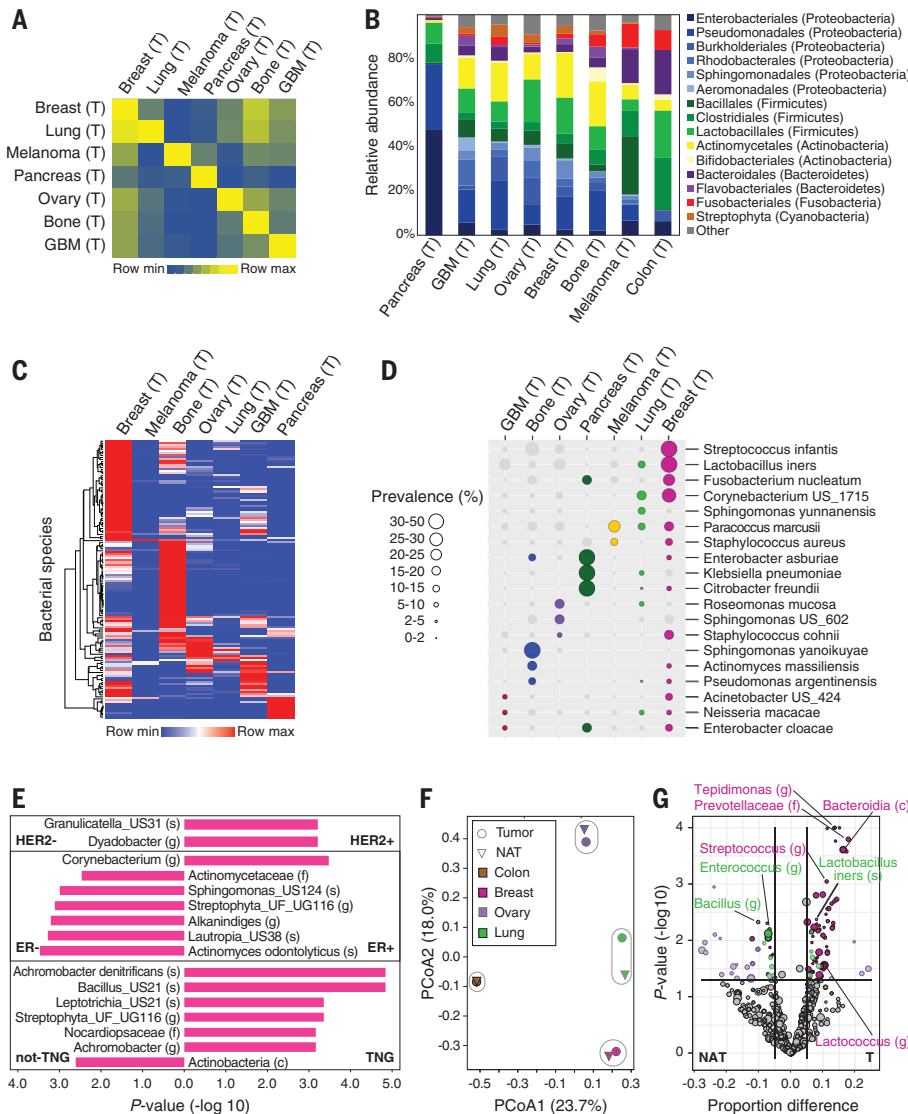 A
Breast (T)
Lung (T)
Melanoma (T)
Pancreas (T)
Ovary (T)
Bone (T)
GBM (T)
Breast (T)
Lung (T)
Melanoma (T)
Pancreas (T)
Ovary (T)
Bone (T)
GBM (T)
Row min
Row max
B
Relative abundance
80%
60%
40%
20%
0%
Pancreas (T)
GBM (T)
Lung (T)
Ovary (T)
Breast (T)
Bone (T)
Melanoma (T)
Colon (T)
Enterobacteriales (Proteobacteria)
Pseudomonadales (Proteobacteria)
Burkholderiales (Proteobacteria)
Rhodobacterales (Proteobacteria)
Sphingomonadales (Proteobacteria)
Aeromonadales (Proteobacteria)
Bacillales (Firmicutes)
Clostridiales (Firmicutes)
Lactobacillales (Firmicutes)
Actinomycetales (Actinobacteria)
Bifidobacteriales (Actinobacteria)
Bacteroidales (Bacteroidetes)
Flavobacteriales (Bacteroidetes)
Fusobacteriales (Fusobacteria)
Streptophyta (Cyanobacteria)
Other
C
Breast (T)
Melanoma (T)
Bone (T)
Ovary (T)
Lung (T)
GBM (T)
Pancreas (T)
Bacterial species
Row min
Row max
D
GBM (T)
Bone (T)
Ovary (T)
Pancreas (T)
Melanoma (T)
Lung (T)
Breast (T)
Prevalence (%)
30-50
25-30
20-25
15-20
10-15
5-10
2-5
0-2
Streptococcus infantis
Lactobacillus iners
Fusobacterium nucleatum
Corynebacterium US_1715
Sphingomonas yunnanensis
Paracoccus marcusii
Staphylococcus aureus
Enterobacter asburiae
Klebsiella pneumoniae
Citrobacter freundii
Roseomonas mucosa
Sphingomonas US_602
Staphylococcus cohnii
Sphingomonas yanoikuyae
Actinomyces massiliensis
Pseudomonas argentinensis
Acinetobacter US_424
Neisseria macacae
Enterobacter cloacae
E
Granulicatella_US31 (s)
HER2-
Dyadobacter (g)
HER2+
Corynebacterium (g)
Actinomycetaceae (f)
Sphingomonas_US124 (s)
Streptophyta_UF_UG116 (g)
Alkanindiges (g)
Lautropia_US38 (s)
ER-
Actinomyces odontolyticus (s)
ER+
Achromobacter denitrificans (s)
Bacillus_US21 (s)
Leptotrichia_US21 (s)
Streptophyta_UF_UG116 (g)
Nocardiopsaceae (f)
Achromobacter (g)
not-TNG
Actinobacteria (c)
TNG
4.0 3.0 2.0 1.0 0.0 1.0 2.0 3.0 4.0 5.0
P-value (-log 10)
F
Tumor
NAT
Colon
Breast
Ovary
Lung
PCoA2 (18.0%)
0.4
0.2
0.0
-0.1
-0.3
-0.5 -0.3 0.0 0.1 0.3
PCoA1 (23.7%)
G
Tepidimonas (g)
Prevotellaceae (f)
Bacteroidia (c)
Streptococcus (g)
Enterococcus (g)
Lactobacillus
iners (s)
Bacillus (g)
Lactococcus (g)
P-value (-log10)
4
3
2
1
0
NAT
T
-0.2 -0.1 0.0 0.1 0.2
Proportion difference